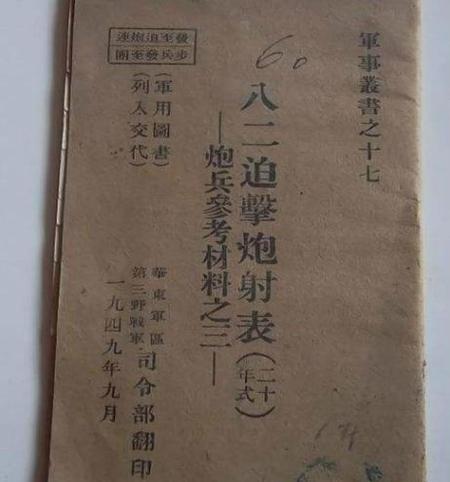 軍事叢書之十七
60
八二迫擊炮射表(二十年式)
—炮兵參考材料之三—
發至迫炮連
步兵發至團
(軍用圖書)
(列入交代)
華東軍區
第三野戰軍
司令部翻印
一九四九年九月